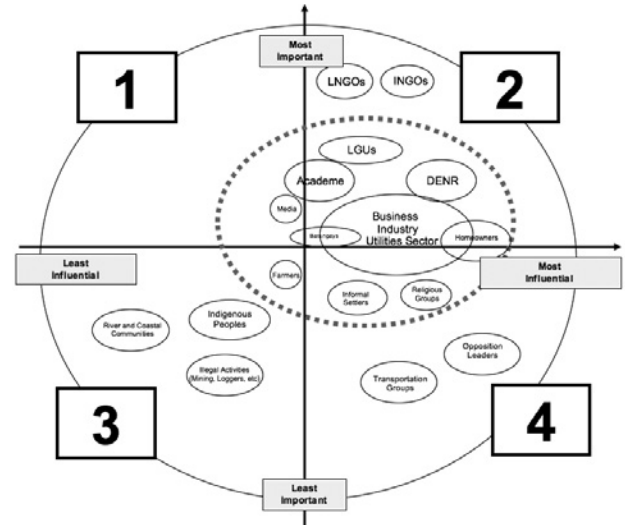 1
Most
Important
2
LNGOs
INGOs
LGUs
Academe
DENR
Media
Business
Industry
Utilities Sector
Barangays
Homeowners
Least
Influential
Most
Influential
Farmers
Informal
Settlers
Religious
Groups
Indigenous
Peoples
River and Coastal
Communities
Opposition
Leaders
Illegal Activities
(Mining, Loggers, etc)
Transportation
Groups
3
4
Least
Important